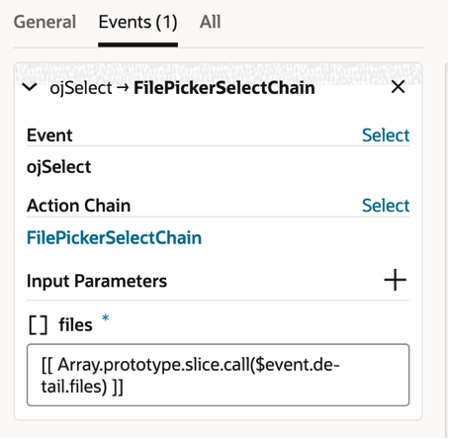 General Events (1) All
ojSelect → FilePickerSelectChain
Event Select
ojSelect
Action Chain Select
FilePickerSelectChain
Input Parameters
[] files *
[[ Array.prototype.slice.call($event.de-
tail.files) ]]